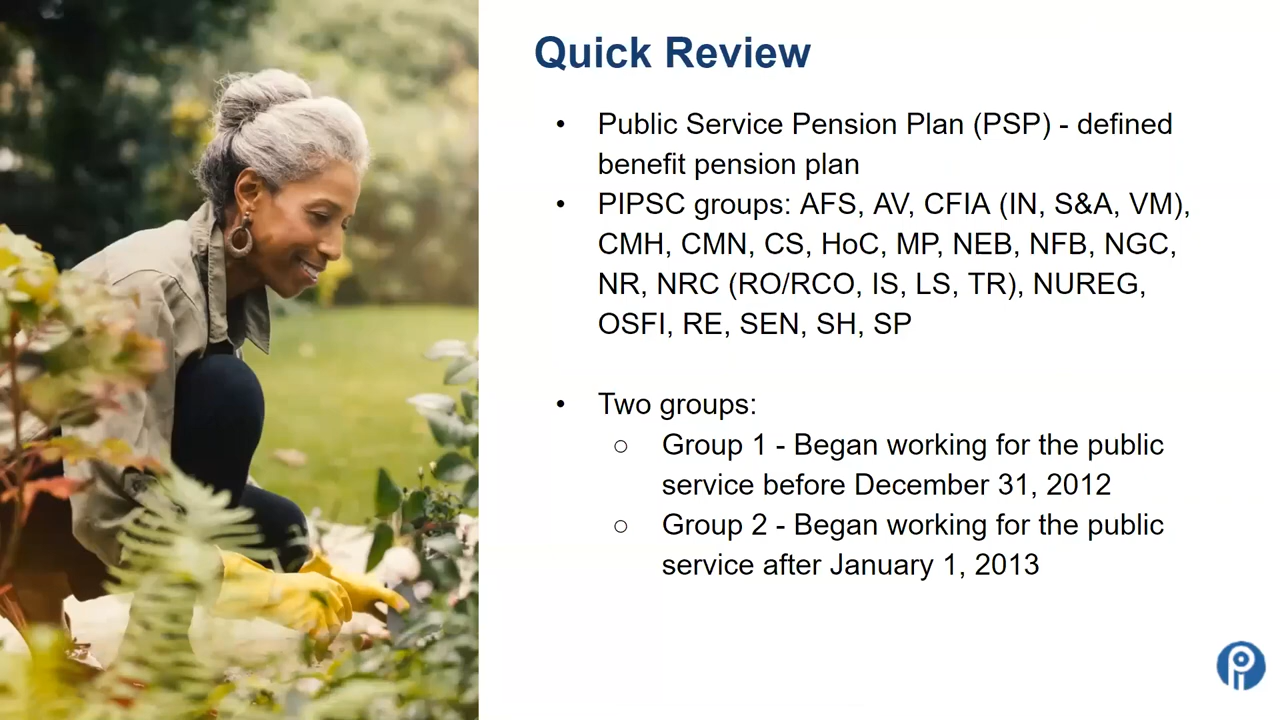 Quick Review
• Public Service Pension Plan (PSP) - defined
benefit pension plan
• PIPSC groups: AFS, AV, CFIA (IN, S&A, VM),
CMH, CMN, CS, HoC, MP, NEB, NFB, NGC,
NR, NRC (RO/RCO, IS, LS, TR), NUREG,
OSFI, RE, SEN, SH, SP
• Two groups:
○ Group 1 - Began working for the public
service before December 31, 2012
○ Group 2 - Began working for the public
service after January 1, 2013